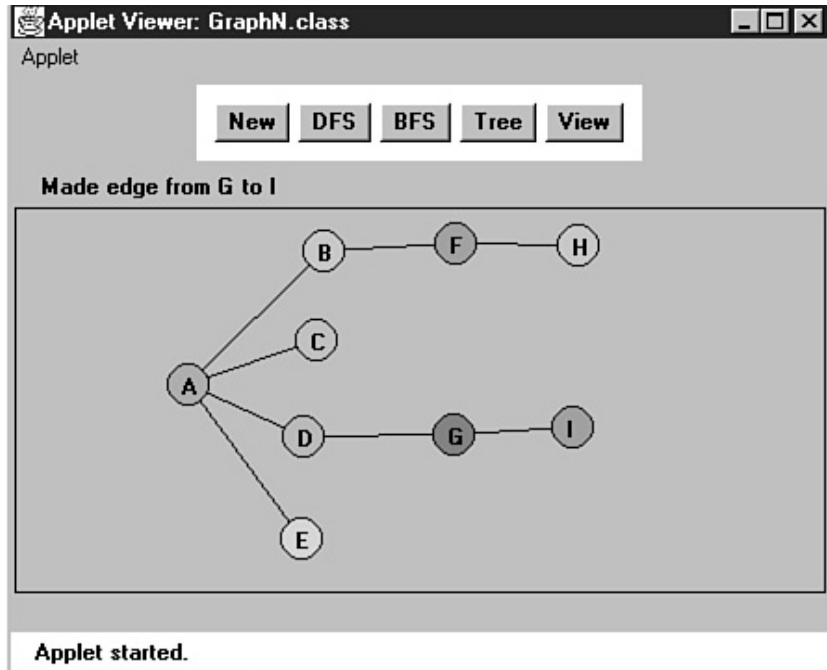 Applet Viewer: GraphN.class
Applet
New DFS BFS Tree View
Made edge from G to I
B F H
C
A
D G I
E
Applet started.